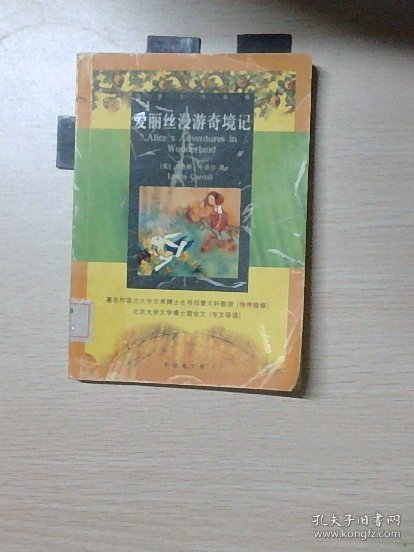 爱丽丝漫游奇境记
Alice's Adventures in
Wonderland
Lewis Carroll
著名作家北大中文系博士生导师曹文轩教授 [作序推荐]
北京大学文学博士 [专文导读]
孔夫子旧书网
www.kongfz.com